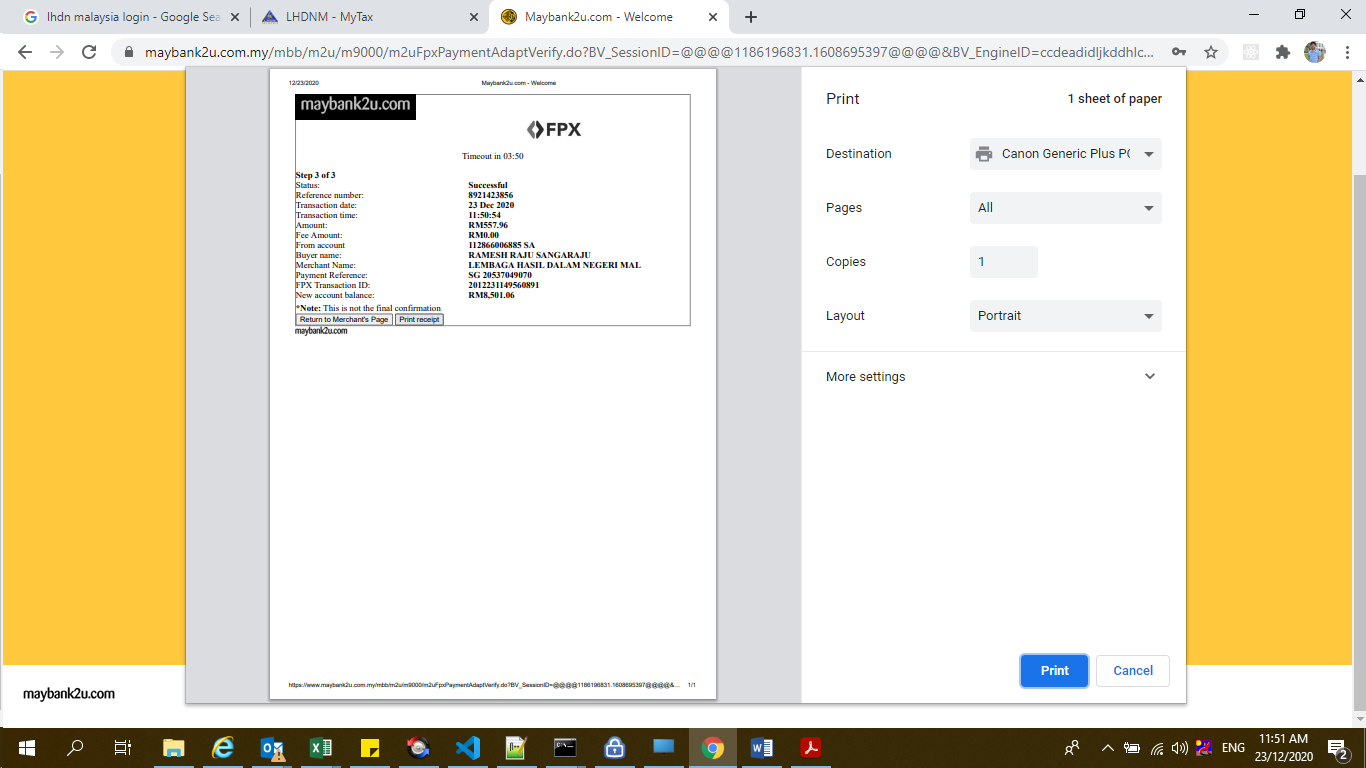 lhdn malaysia login - Google Sea
LHDNM - MyTax
Maybank2u.com - Welcome
maybank2u.com.my/mbb/m2u/m9000/m2uFpxPaymentAdaptVerify.do?BV_SessionID=@@@@1186196831.1608695397@@@@&BV_EngineID=ccdeadidljkddhlc...
12/23/2020 Maybank2u.com - Welcome
maybank2u.com
FPX
Timeout in 03:50
Step 3 of 3
Status: Successful
Reference number: 8921423856
Transaction date: 23 Dec 2020
Transaction time: 11:50:54
Amount: RM557.96
Fee Amount: RM0.00
From account 112866006885 SA
Buyer name: RAMESH RAJU SANGARAJU
Merchant Name: LEMBAGA HASIL DALAM NEGERI MAL
Payment Reference: SG 20537049070
FPX Transaction ID: 2012231149560891
New account balance: RM8,501.06
*Note: This is not the final confirmation
Return to Merchant's Page Print receipt
maybank2u.com
https://www.maybank2u.com.my/mbb/m2u/m9000/m2uFpxPaymentAdaptVerify.do?BV_SessionID=@@@@1186196831.1608695397@@@@&... 1/1
Print 1 sheet of paper
Destination Canon Generic Plus PC
Pages All
Copies 1
Layout Portrait
More settings
Print Cancel
maybank2u.com
ENG
11:51 AM
23/12/2020
2